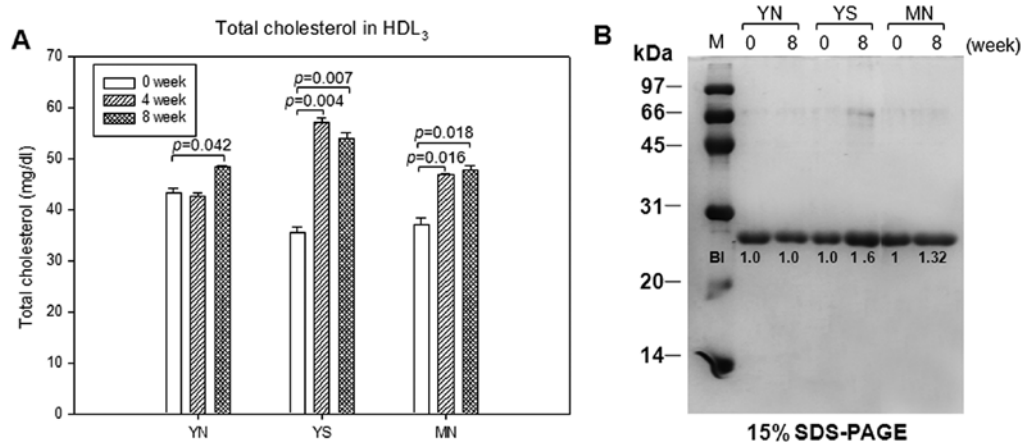 A
Total cholesterol in HDL3
Total cholesterol (mg/dl)
70
60
50
40
30
20
10
0
0 week
4 week
8 week
p=0.042
p=0.007
p=0.004
p=0.018
p=0.016
YN
YS
MN
B
YN YS MN
kDa M 0 8 0 8 0 8 (week)
97
66
45
31
BI 1.0 1.0 1.0 1.6 1 1.32
20
14
15% SDS-PAGE